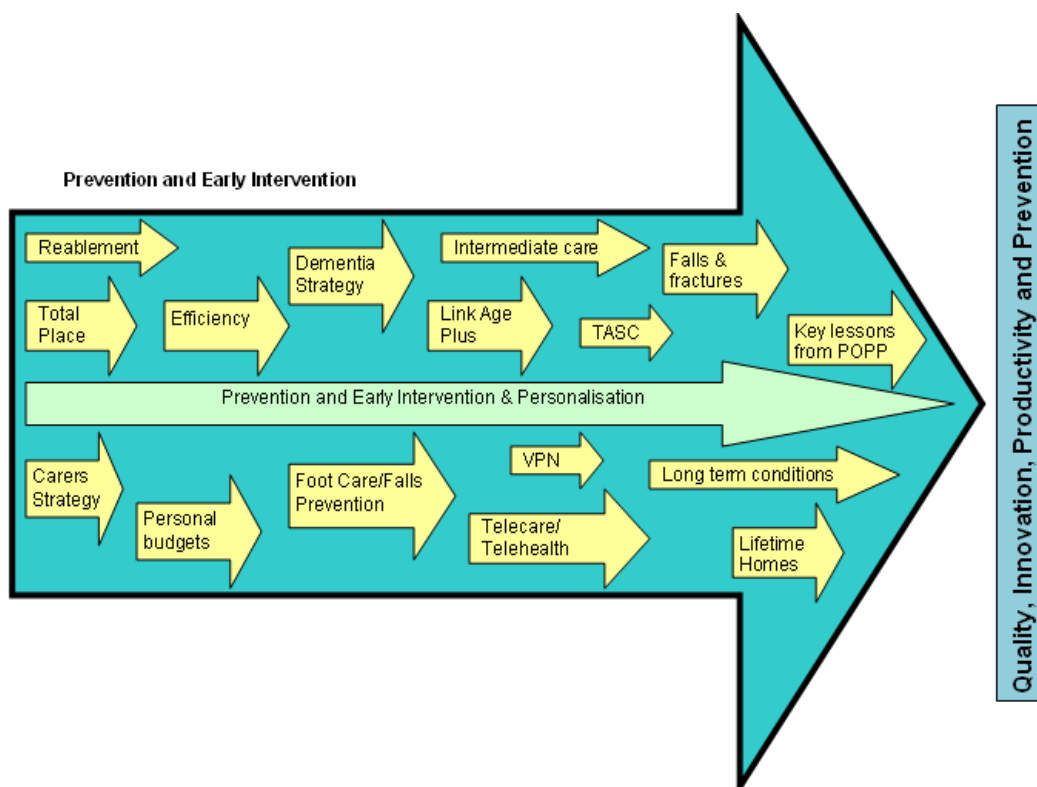 Prevention and Early Intervention
Reablement
Dementia
Strategy
Intermediate care
Falls &
fractures
Total
Place
Efficiency
Link Age
Plus
TASC
Key lessons
from POPP
Prevention and Early Intervention & Personalisation
Carers
Strategy
Personal
budgets
Foot Care/Falls
Prevention
VPN
Telecare/
Telehealth
Long term conditions
Lifetime
Homes
Quality, Innovation, Productivity and Prevention